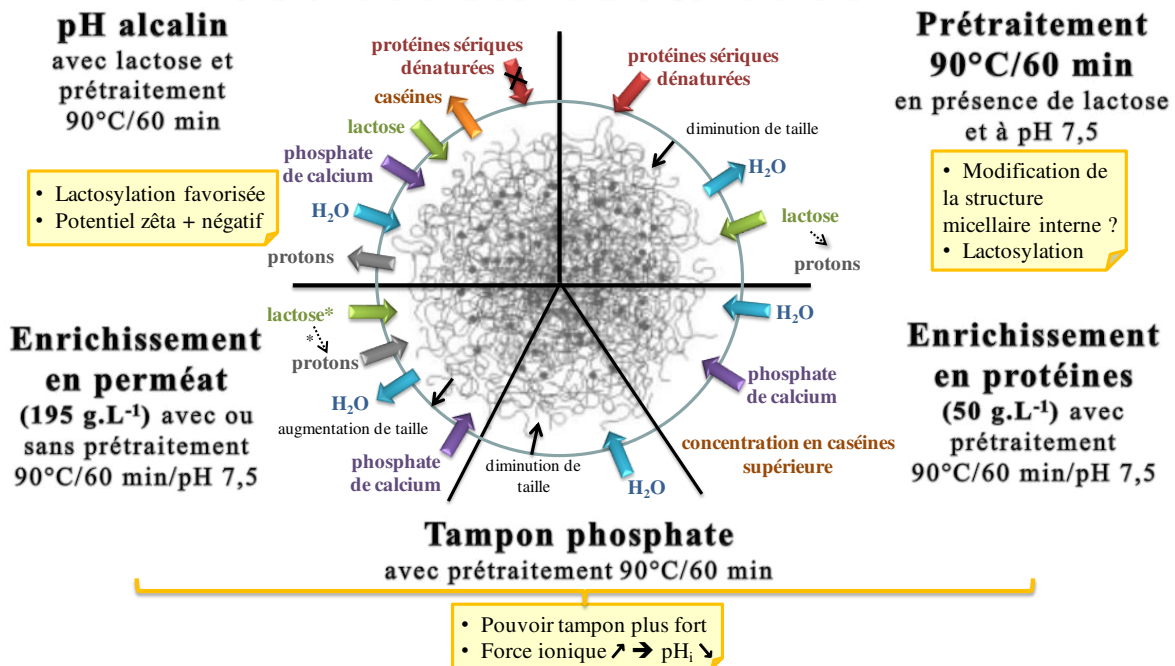 pH alcalin
avec lactose et
prétraitement
90°C/60 min
• Lactosylation favorisée
• Potentiel zêta + négatif
protéines sériques
dénaturées
caséines
lactose
phosphate
de calcium
H₂O
protons
protéines sériques
dénaturées
diminution de taille
H₂O
lactose
protons
Prétraitement
90°C/60 min
en présence de lactose
et à pH 7,5
• Modification de
la structure
micellaire interne ?
• Lactosylation
Enrichissement
en perméat
(195 g.L⁻¹) avec ou
sans prétraitement
90°C/60 min/pH 7,5
lactose*
*
protons
H₂O
augmentation de taille
phosphate
de calcium
diminution de
taille
H₂O
H₂O
phosphate
de calcium
concentration en caséines
supérieure
Enrichissement
en protéines
(50 g.L⁻¹) avec
prétraitement
90°C/60 min/pH 7,5
Tampon phosphate
avec prétraitement 90°C/60 min
• Pouvoir tampon plus fort
• Force ionique ↗ ➔ pHᵢ ↘